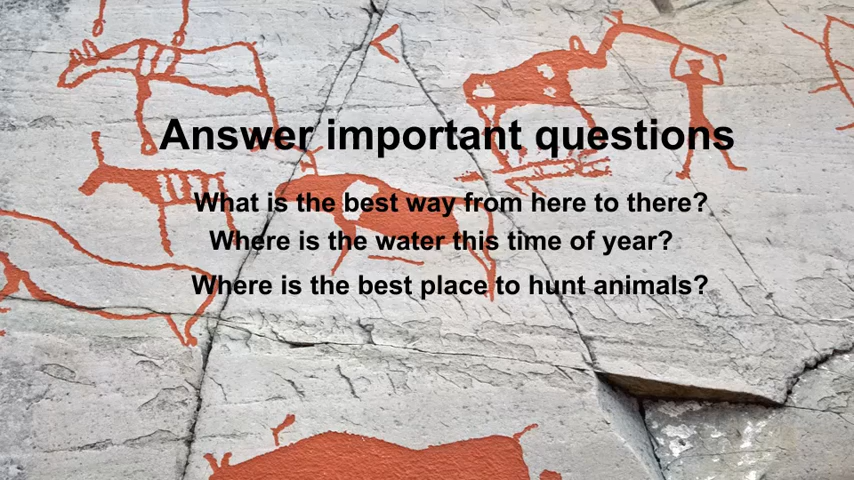 Answer important questions
What is the best way from here to there?
Where is the water this time of year?
Where is the best place to hunt animals?